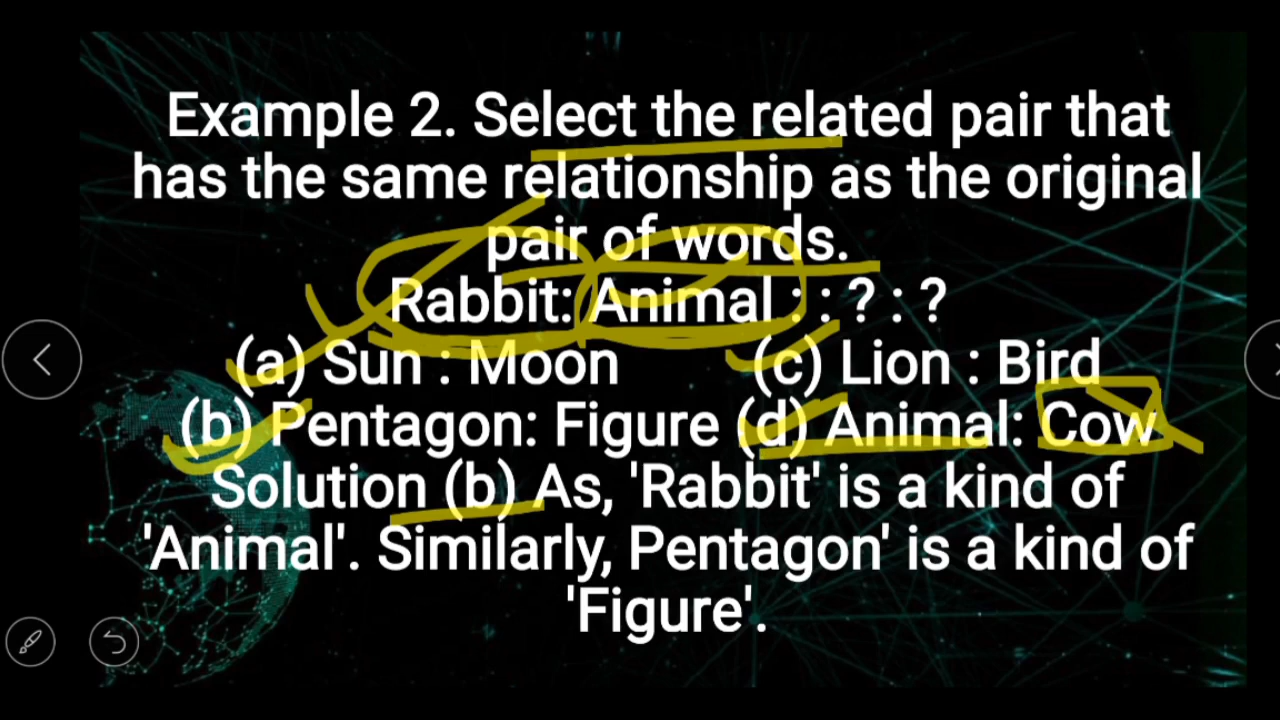 Example 2. Select the related pair that
has the same relationship as the original
pair of words.
Rabbit: Animal : : ? : ?
(a) Sun : Moon (c) Lion : Bird
(b) Pentagon: Figure (d) Animal: Cow
Solution (b) As, 'Rabbit' is a kind of
'Animal'. Similarly, Pentagon' is a kind of
'Figure'.